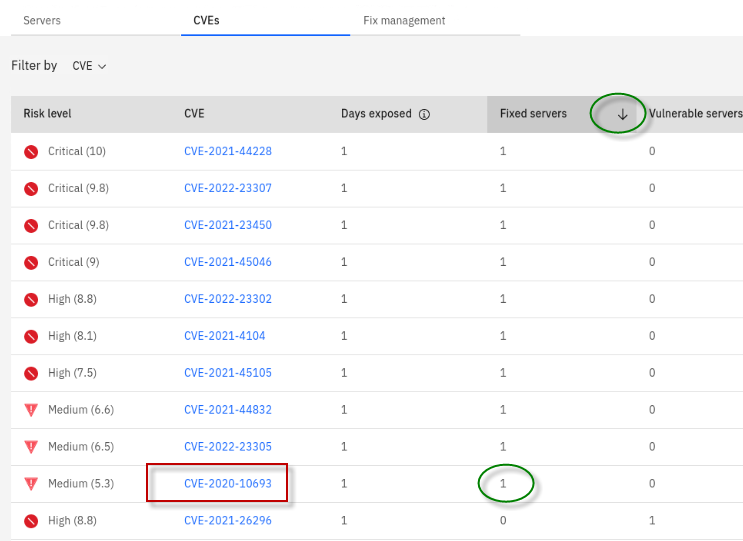 Servers CVEs Fix management
Filter by CVE
Risk level CVE Days exposed Fixed servers Vulnerable servers
Critical (10) CVE-2021-44228 1 1 0
Critical (9.8) CVE-2022-23307 1 1 0
Critical (9.8) CVE-2021-23450 1 1 0
Critical (9) CVE-2021-45046 1 1 0
High (8.8) CVE-2022-23302 1 1 0
High (8.1) CVE-2021-4104 1 1 0
High (7.5) CVE-2021-45105 1 1 0
Medium (6.6) CVE-2021-44832 1 1 0
Medium (6.5) CVE-2022-23305 1 1 0
Medium (5.3) CVE-2020-10693 1 1 0
High (8.8) CVE-2021-26296 1 0 1